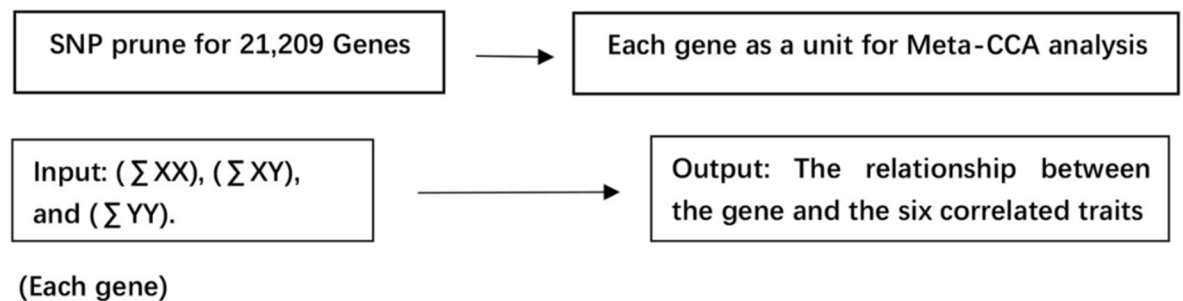 SNP prune for 21,209 Genes
Each gene as a unit for Meta-CCA analysis
Input: (∑XX), (∑XY),
and (∑YY).
Output: The relationship between
the gene and the six correlated traits
(Each gene)